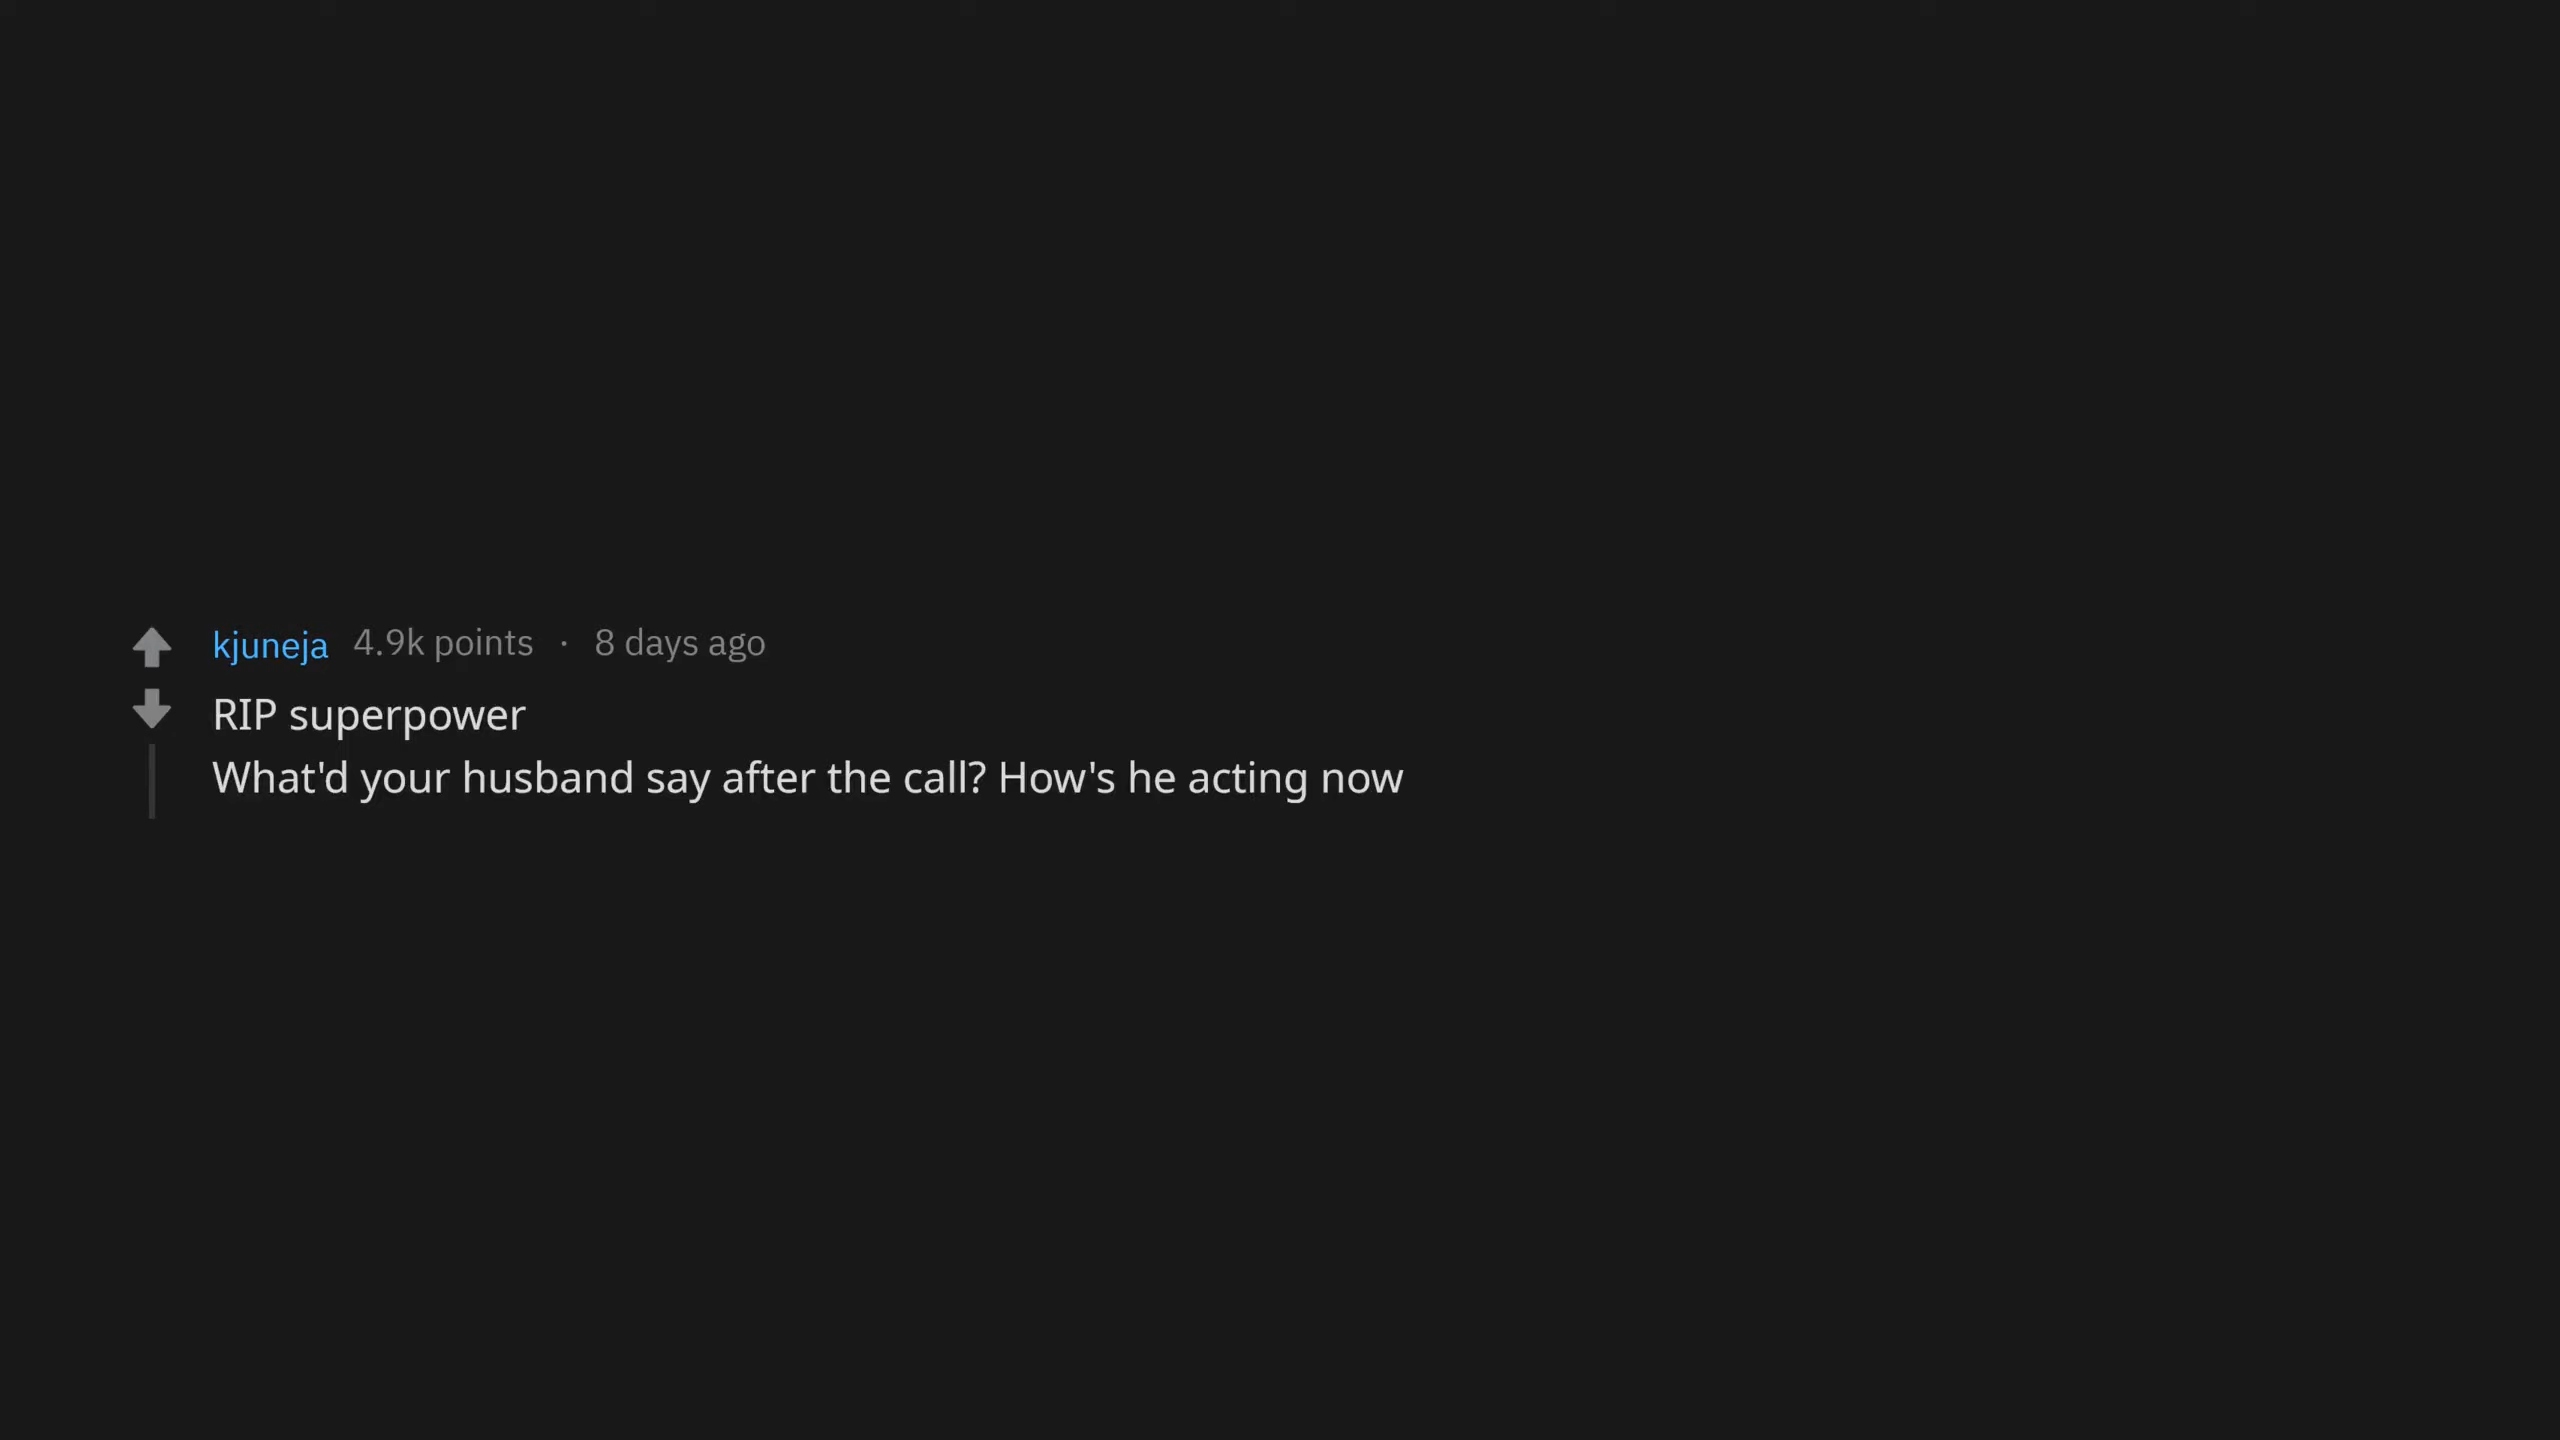 kjuneja 4.9k points · 8 days ago
RIP superpower
What'd your husband say after the call? How's he acting now